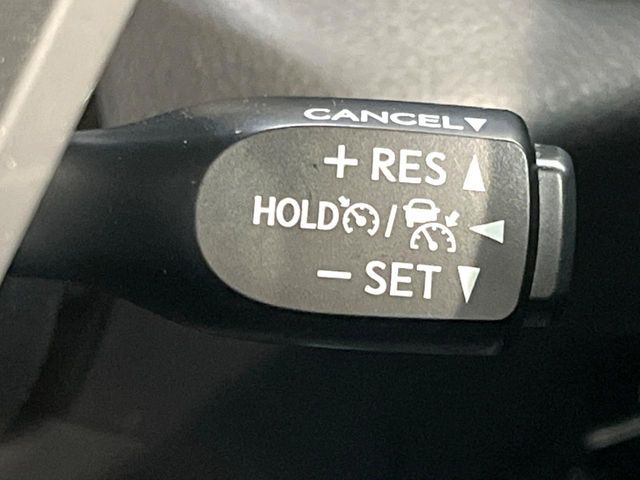 CANCEL▼
+ RES ▲
HOLD / ◀
− SET ▼